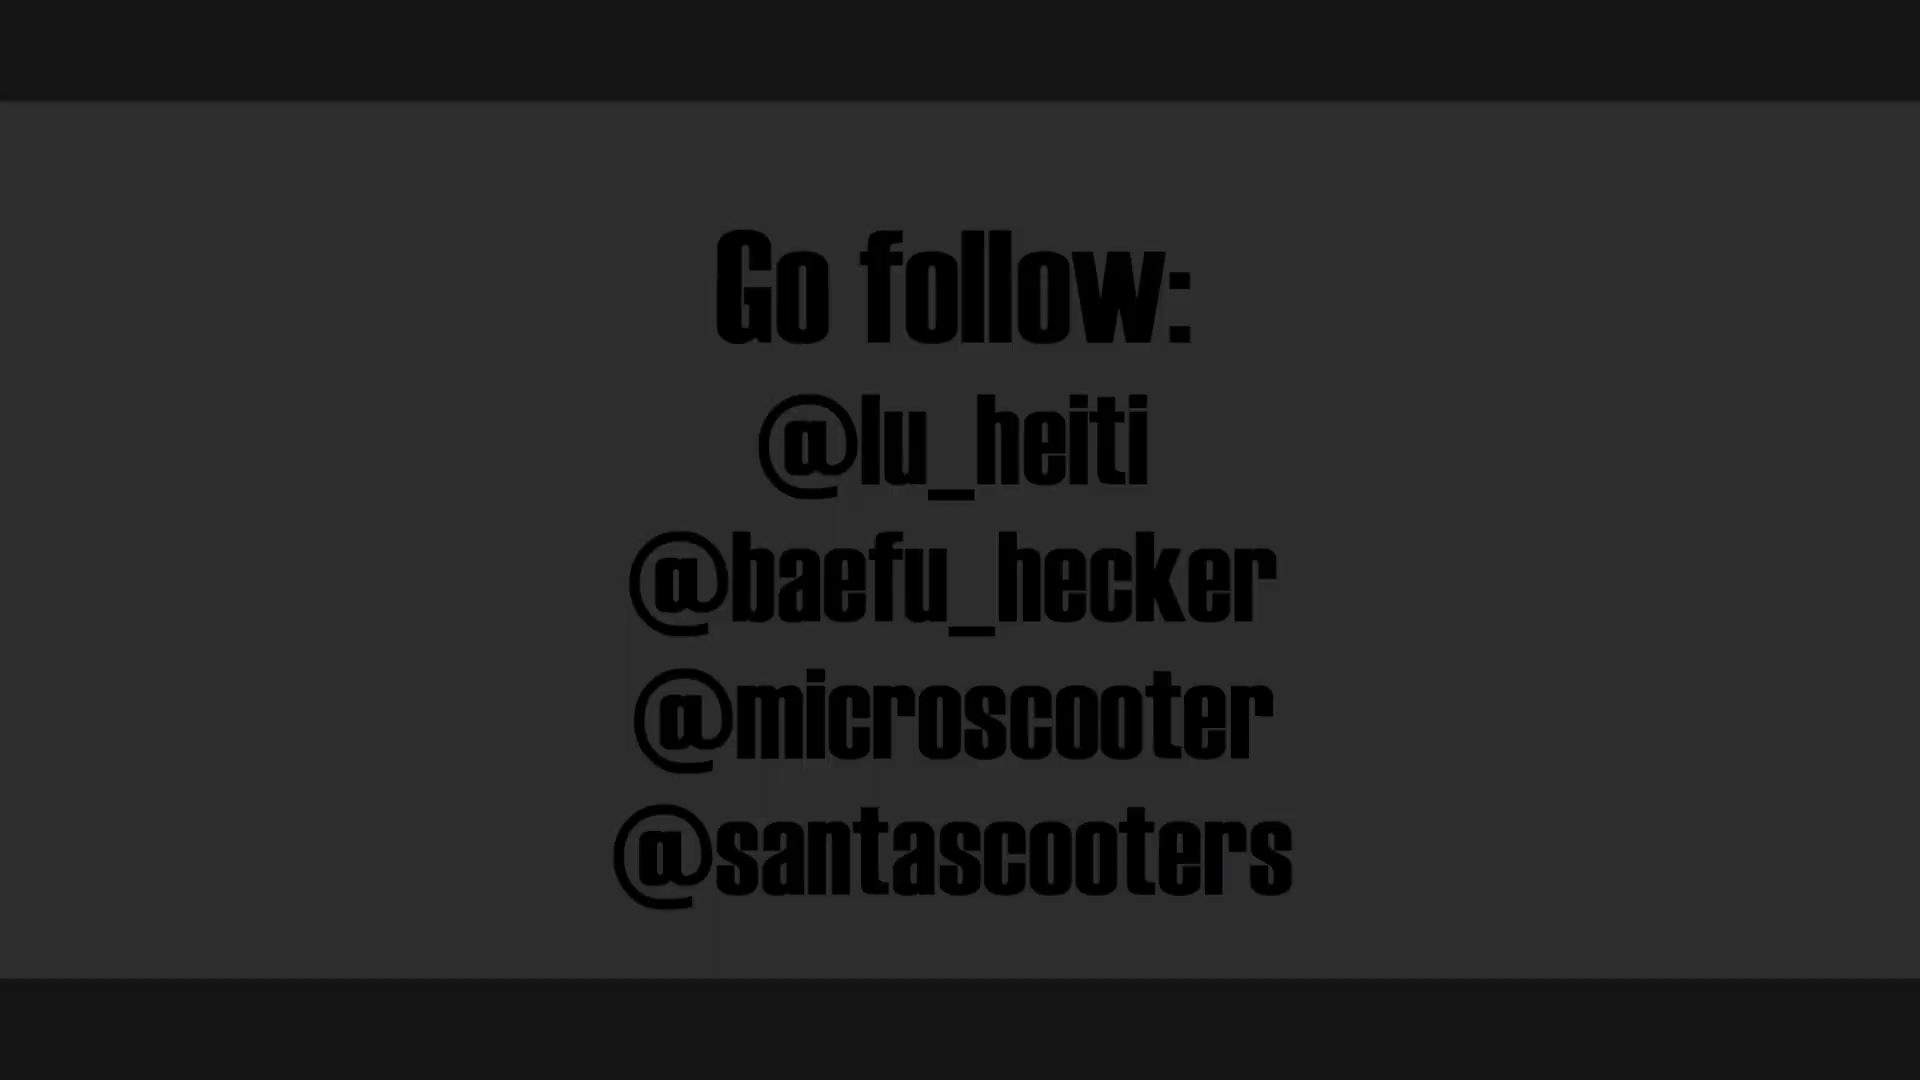 Go follow:
@lu_heiti
@baefu_hecker
@microscooter
@santascooters